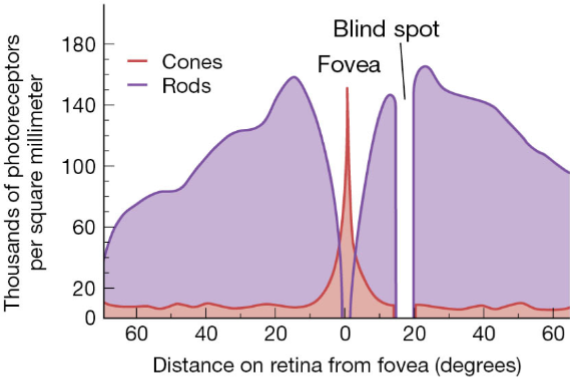 Blind spot
Fovea
Cones
Rods
Thousands of photoreceptors
per square millimeter
180
140
100
60
20
0
60 40 20 0 20 40 60
Distance on retina from fovea (degrees)